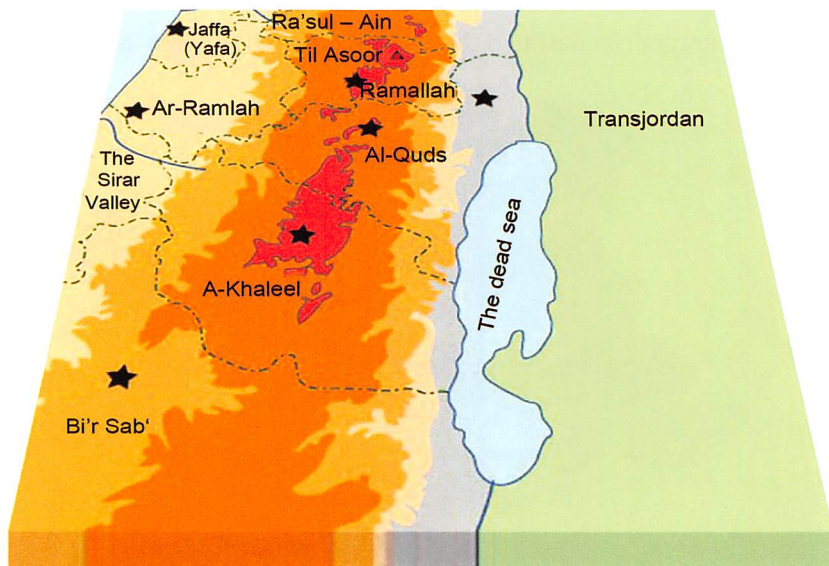 Ra'sul – Ain
Jaffa
(Yafa)
Til Asoor
Ramallah
Ar-Ramlah
Transjordan
Al-Quds
The
Sirar
Valley
The dead sea
A-Khaleel
Bi'r Sab‘